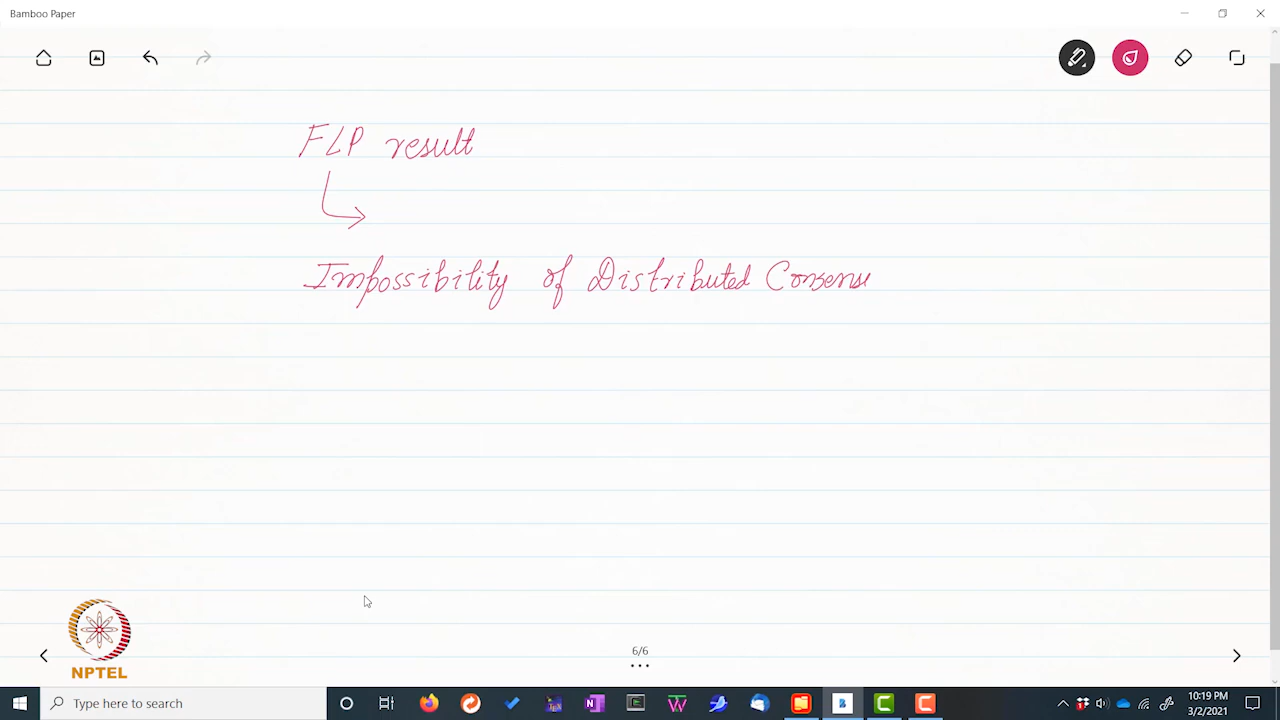 Bamboo Paper
FLP result
Impossibility of Distributed Consensus
6/6
NPTEL
Type here to search
10:19 PM
3/2/2021